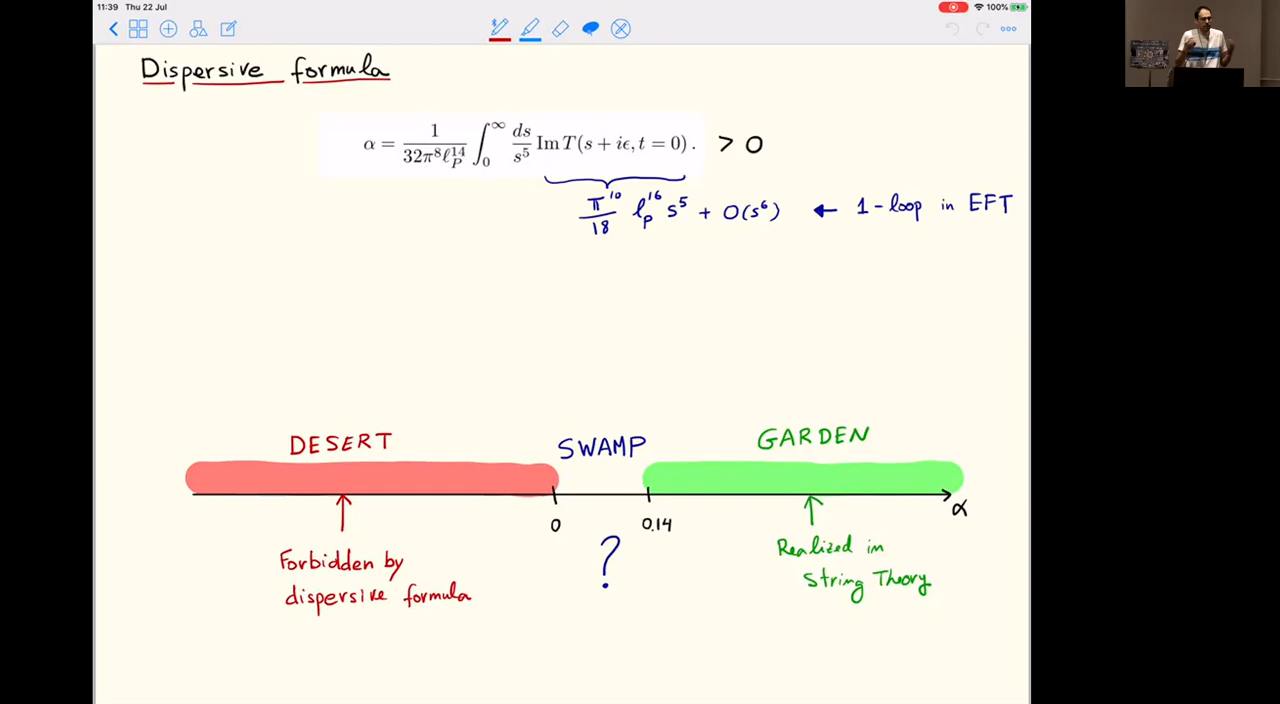 11:39 Thu 22 Jul 100%
Dispersive formula
α = 1/(32π⁸ℓ_P¹⁴) ∫₀^∞ ds/s⁵ Im T(s + iϵ, t = 0) . > 0
π¹⁰/18 ℓ_p¹⁶ s⁵ + O(s⁶) ← 1-loop in EFT
DESERT SWAMP GARDEN
0 0.14 α
?
Forbidden by
dispersive formula
Realized in
String Theory